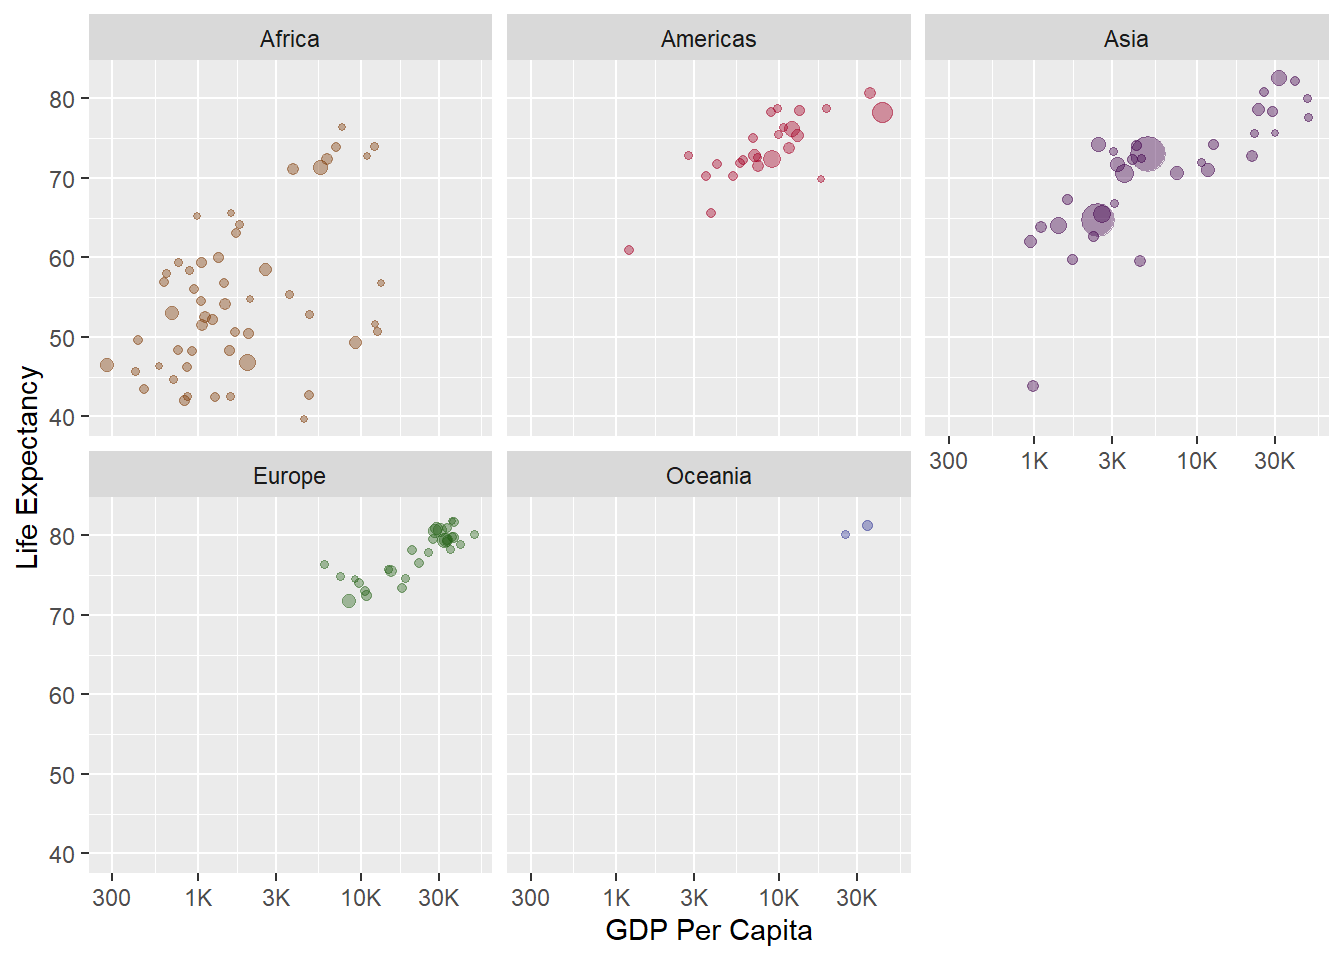 Africa
Americas
Asia
80
70
60
50
40
300
1K
3K
10K
30K
Europe
Oceania
80
70
60
50
40
300
1K
3K
10K
30K
300
1K
3K
10K
30K
Life Expectancy
GDP Per Capita